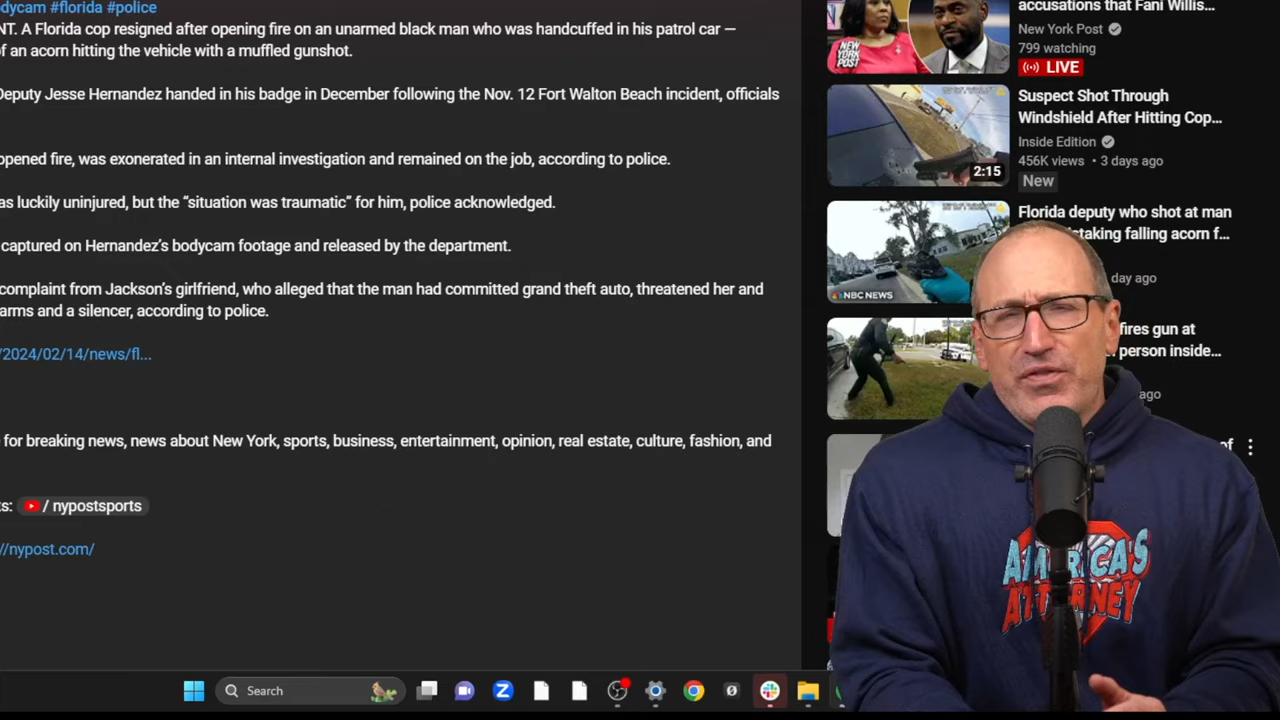 odycam #florida #police
NT. A Florida cop resigned after opening fire on an unarmed black man who was handcuffed in his patrol car —
of an acorn hitting the vehicle with a muffled gunshot.
Deputy Jesse Hernandez handed in his badge in December following the Nov. 12 Fort Walton Beach incident, officials
opened fire, was exonerated in an internal investigation and remained on the job, according to police.
as luckily uninjured, but the “situation was traumatic” for him, police acknowledged.
captured on Hernandez’s bodycam footage and released by the department.
complaint from Jackson’s girlfriend, who alleged that the man had committed grand theft auto, threatened her and
arms and a silencer, according to police.
/2024/02/14/news/fl...
for breaking news, news about New York, sports, business, entertainment, opinion, real estate, culture, fashion, and
ts: / nypostsports
//nypost.com/
accusations that Fani Willis...
New York Post
799 watching
LIVE
NEW YORK POST
Suspect Shot Through
Windshield After Hitting Cop...
Inside Edition
456K views • 3 days ago
New
2:15
Florida deputy who shot at man
staking falling acorn f...
day ago
NBC NEWS
fires gun at
person inside...
ago
of
AMERICA'S
ATTORNEY
Search